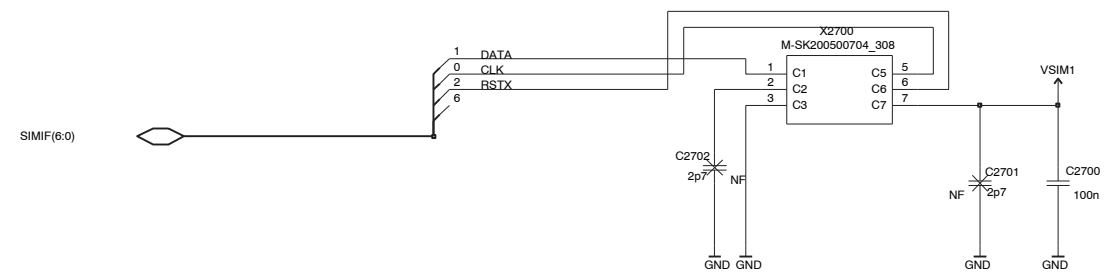 X2700
M-SK200500704_308
1 DATA
0 CLK
2 RSTX
6
SIMIF(6:0)
1 C1 C5 5
2 C2 C6 6
3 C3 C7 7
VSIM1
C2702
2p7 NF
C2701
NF 2p7
C2700
100n
GND GND GND GND